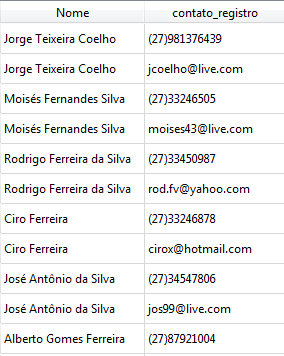 Nome contato_registro
Jorge Teixeira Coelho (27)981376439
Jorge Teixeira Coelho jcoelho@live.com
Moisés Fernandes Silva (27)33246505
Moisés Fernandes Silva moises43@live.com
Rodrigo Ferreira da Silva (27)33450987
Rodrigo Ferreira da Silva rod.fv@yahoo.com
Ciro Ferreira (27)33246878
Ciro Ferreira cirox@hotmail.com
José Antônio da Silva (27)34547806
José Antônio da Silva jos99@live.com
Alberto Gomes Ferreira (27)87921004